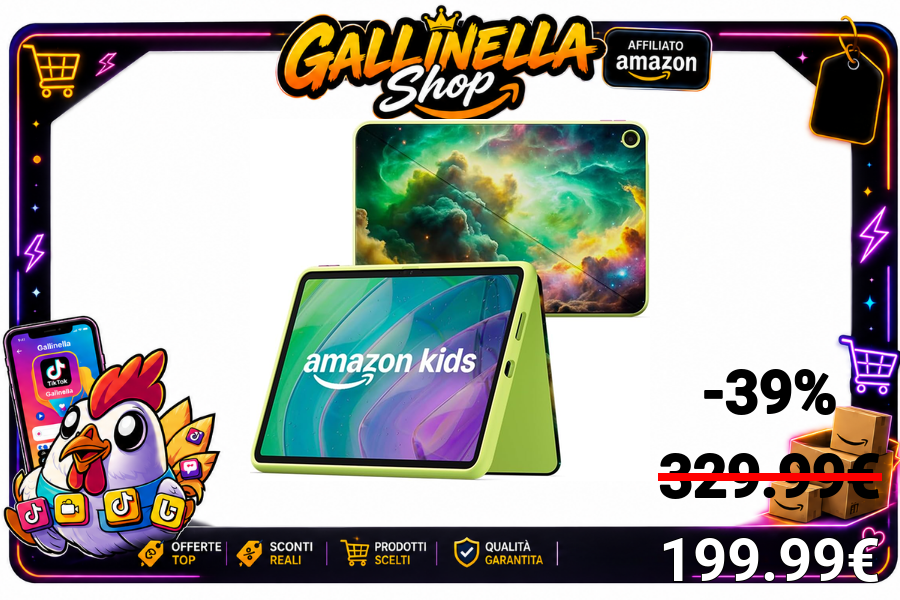 GALLINELLA
Shop
AFFILIATO
amazon
amazon kids
Gallinella
TikTok
Gallinella
-39%
329.99€
199.99€
OFFERTE
TOP
SCONTI
REALI
PRODOTTI
SCELTI
QUALITÀ
GARANTITA